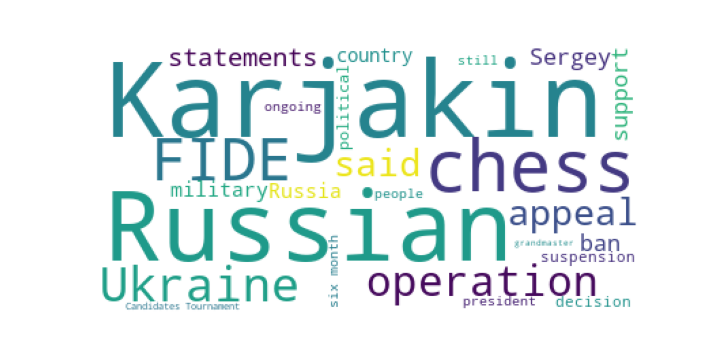 statements
country
still
Sergey
Karjakin
support
ongoing
political
FIDE
said
chess
military
Russia
people
Russian
appeal
grandmaster
ban
suspension
Ukraine
six month
operation
president
decision
Candidates Tournament